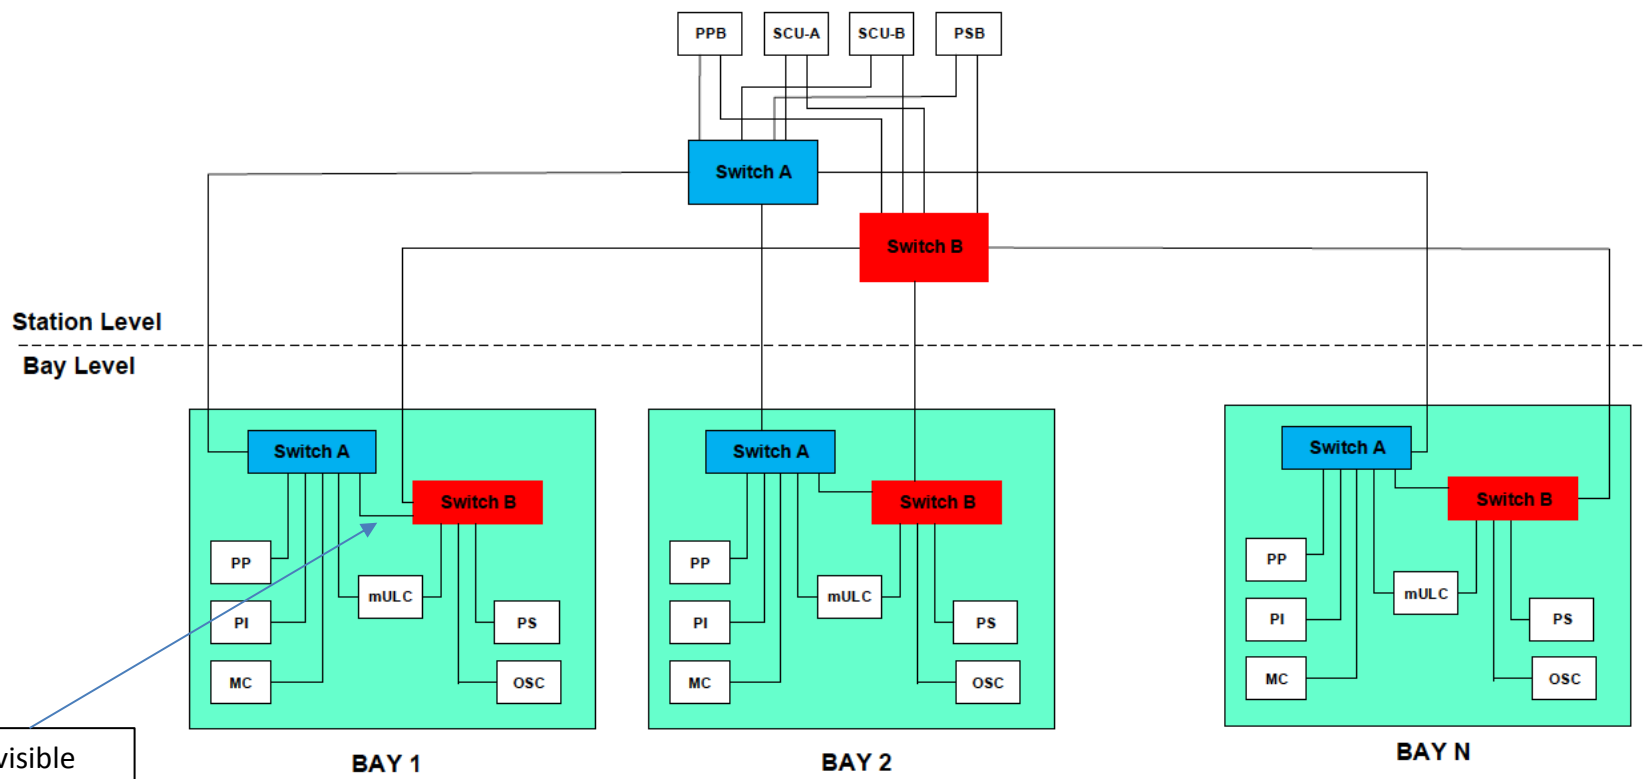 PPB
SCU-A
SCU-B
PSB
Switch A
Switch B
Station Level
Bay Level
Switch A
Switch B
PP
mULC
PI
PS
MC
OSC
BAY 1
Switch A
Switch B
PP
mULC
PI
PS
MC
OSC
BAY 2
Switch A
Switch B
PP
mULC
PI
PS
MC
OSC
BAY N
visible